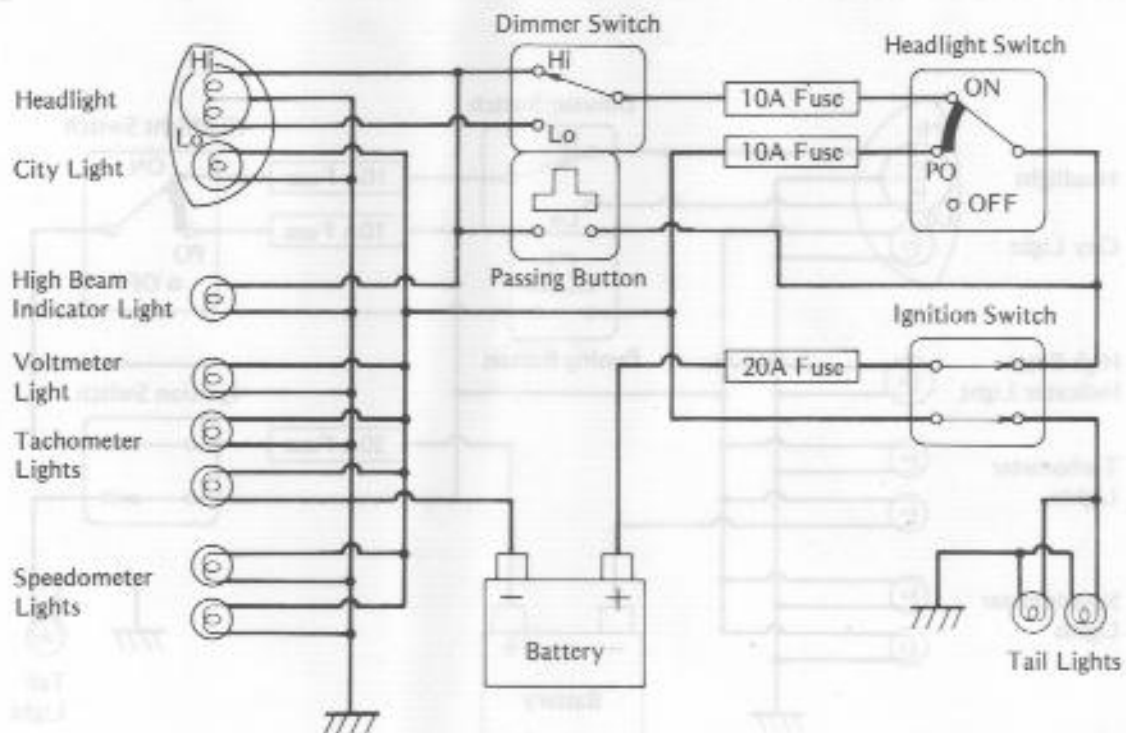 Dimmer Switch
Headlight Switch
Hi
Hi
ON
Headlight
10A Fuse
Lo
Lo
10A Fuse
PO
City Light
OFF
High Beam
Indicator Light
Passing Button
Ignition Switch
Voltmeter
Light
20A Fuse
Tachometer
Lights
Speedometer
Lights
− +
Battery
Tail Lights